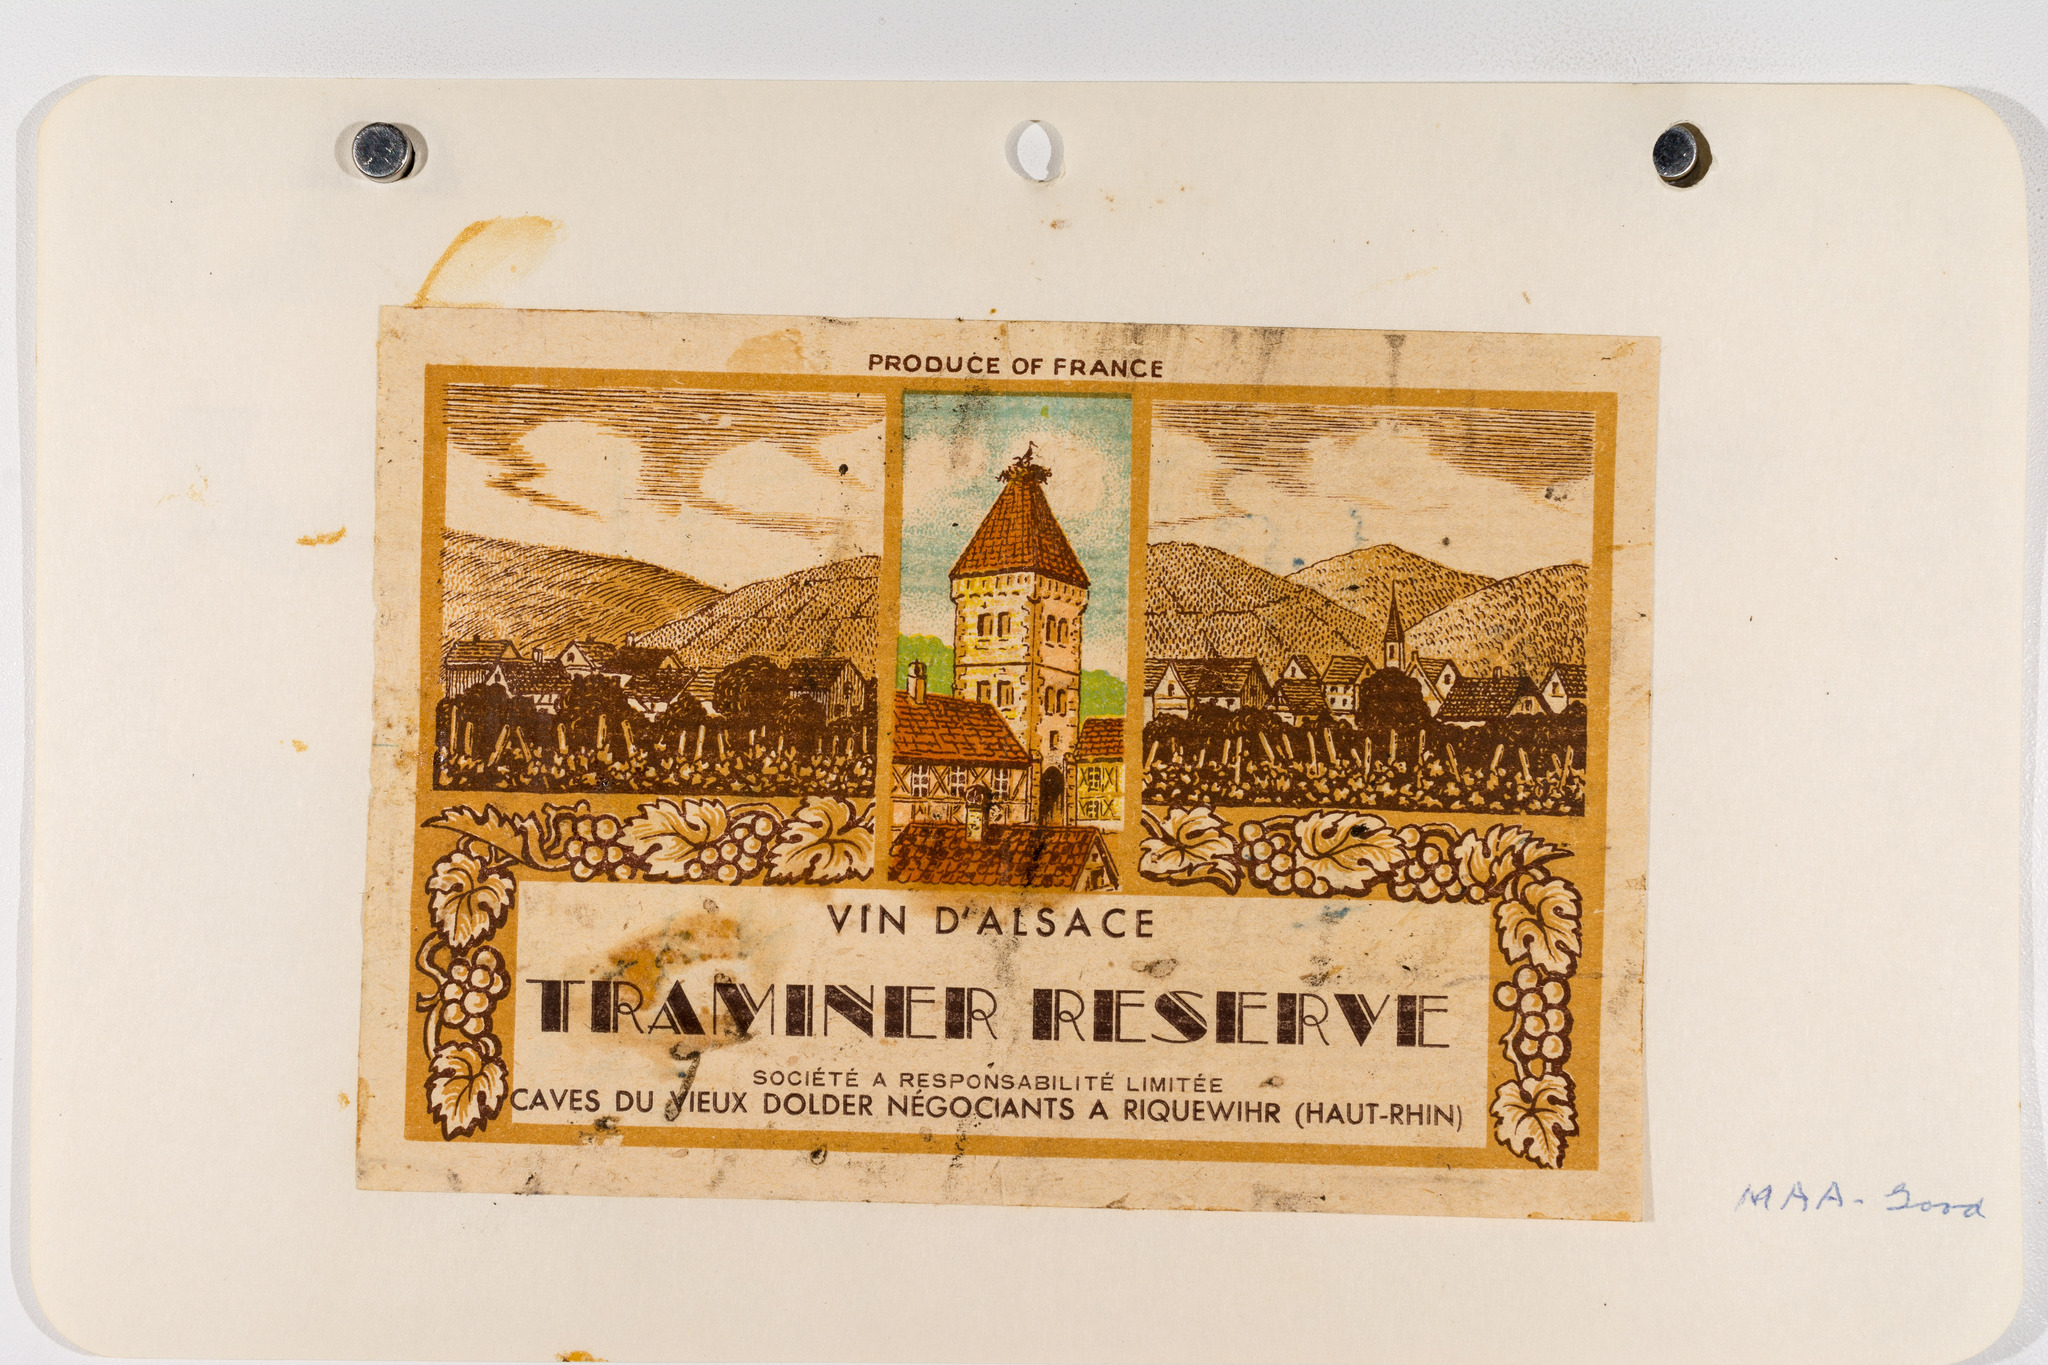 PRODUCE OF FRANCE
VIN D'ALSACE
TRAMINER RESERVE
SOCIÉTÉ A RESPONSABILITÉ LIMITÉE
CAVES DU VIEUX DOLDER NÉGOCIANTS A RIQUEWIHR (HAUT-RHIN)
MAA- Good